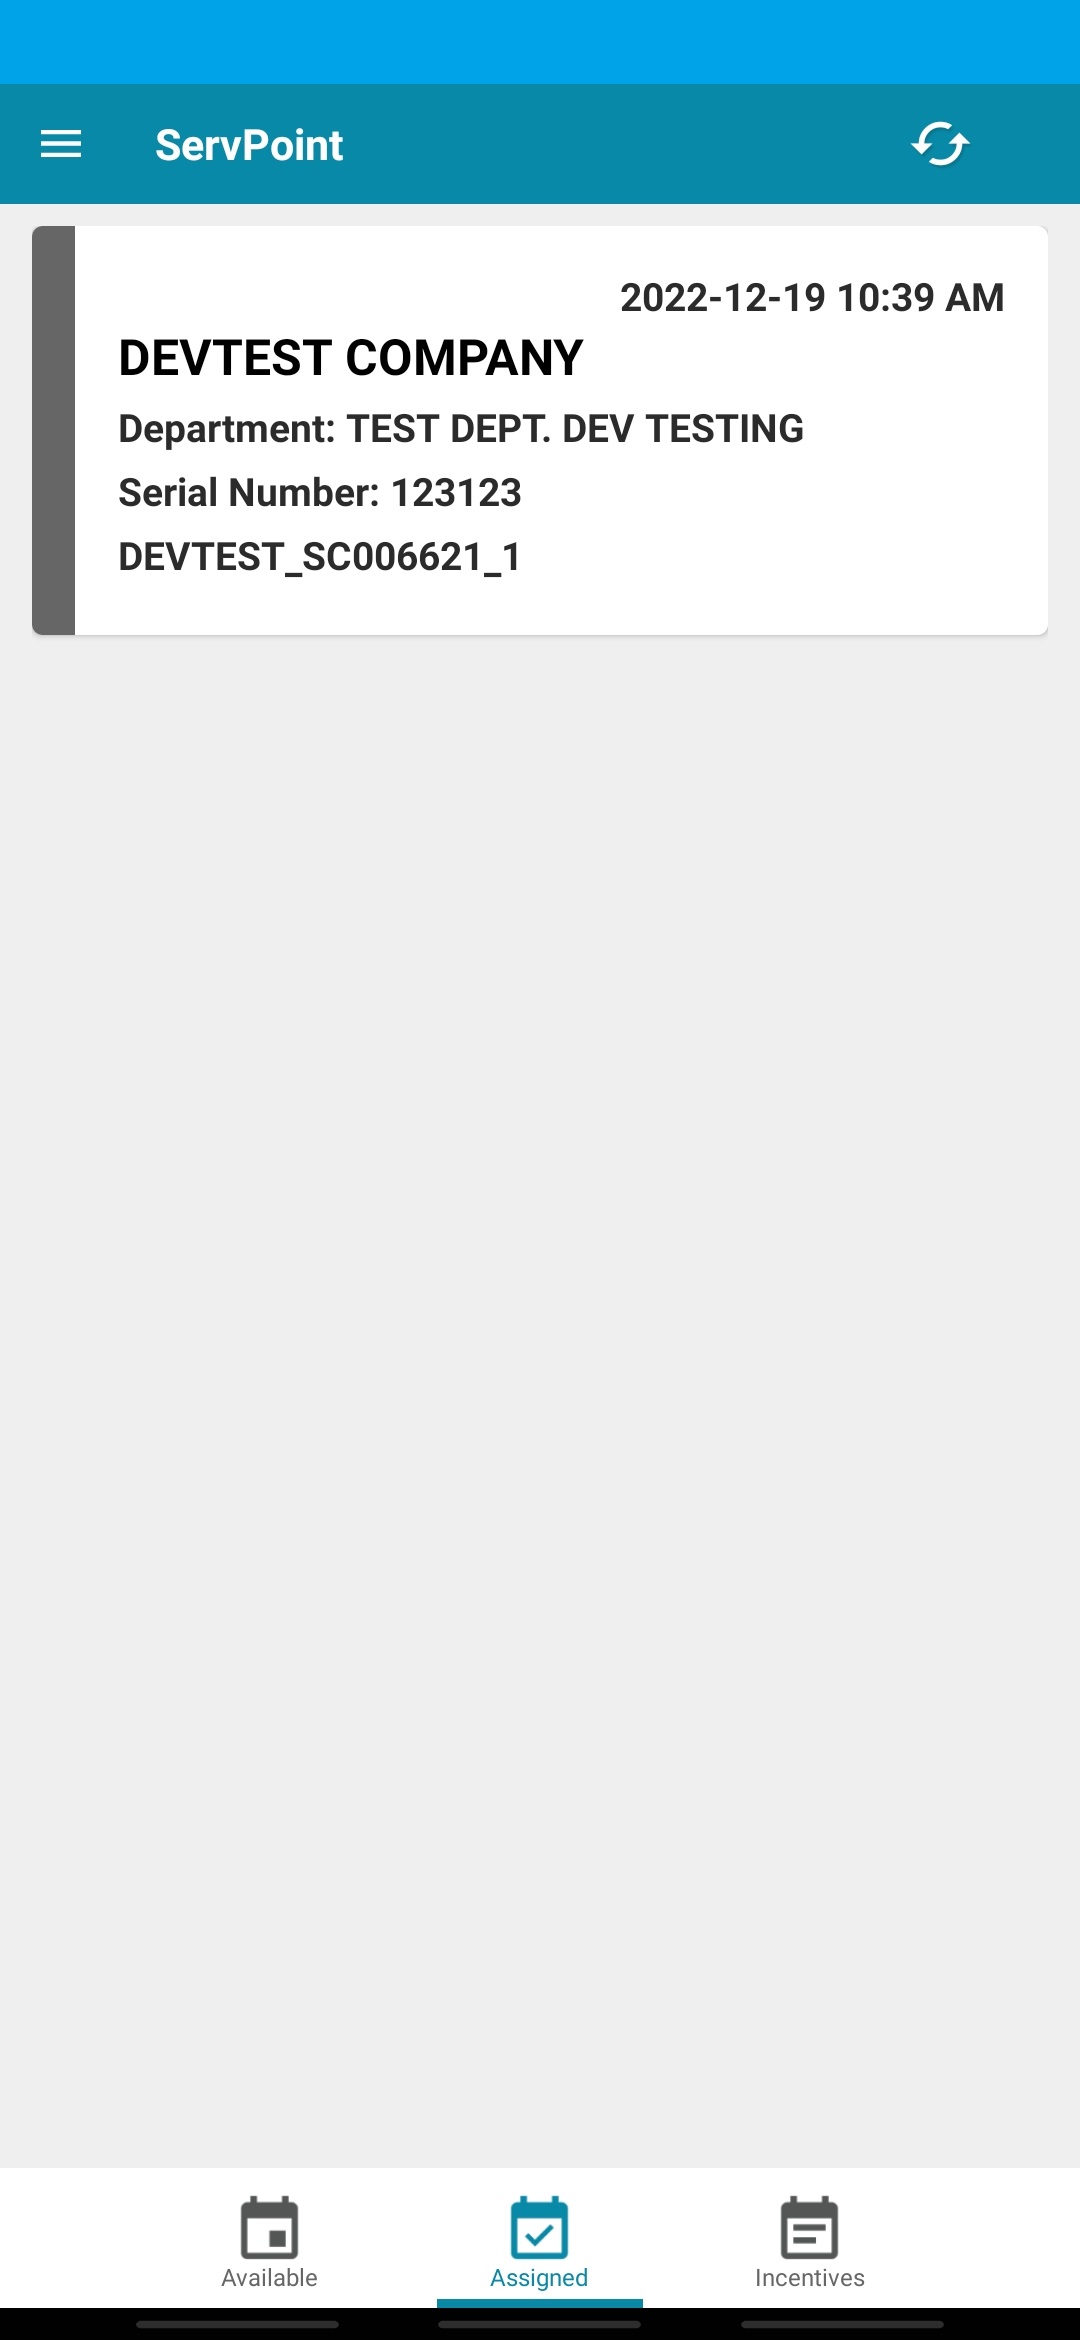 ServPoint
2022-12-19 10:39 AM
DEVTEST COMPANY
Department: TEST DEPT. DEV TESTING
Serial Number: 123123
DEVTEST_SC006621_1
Available
Assigned
Incentives